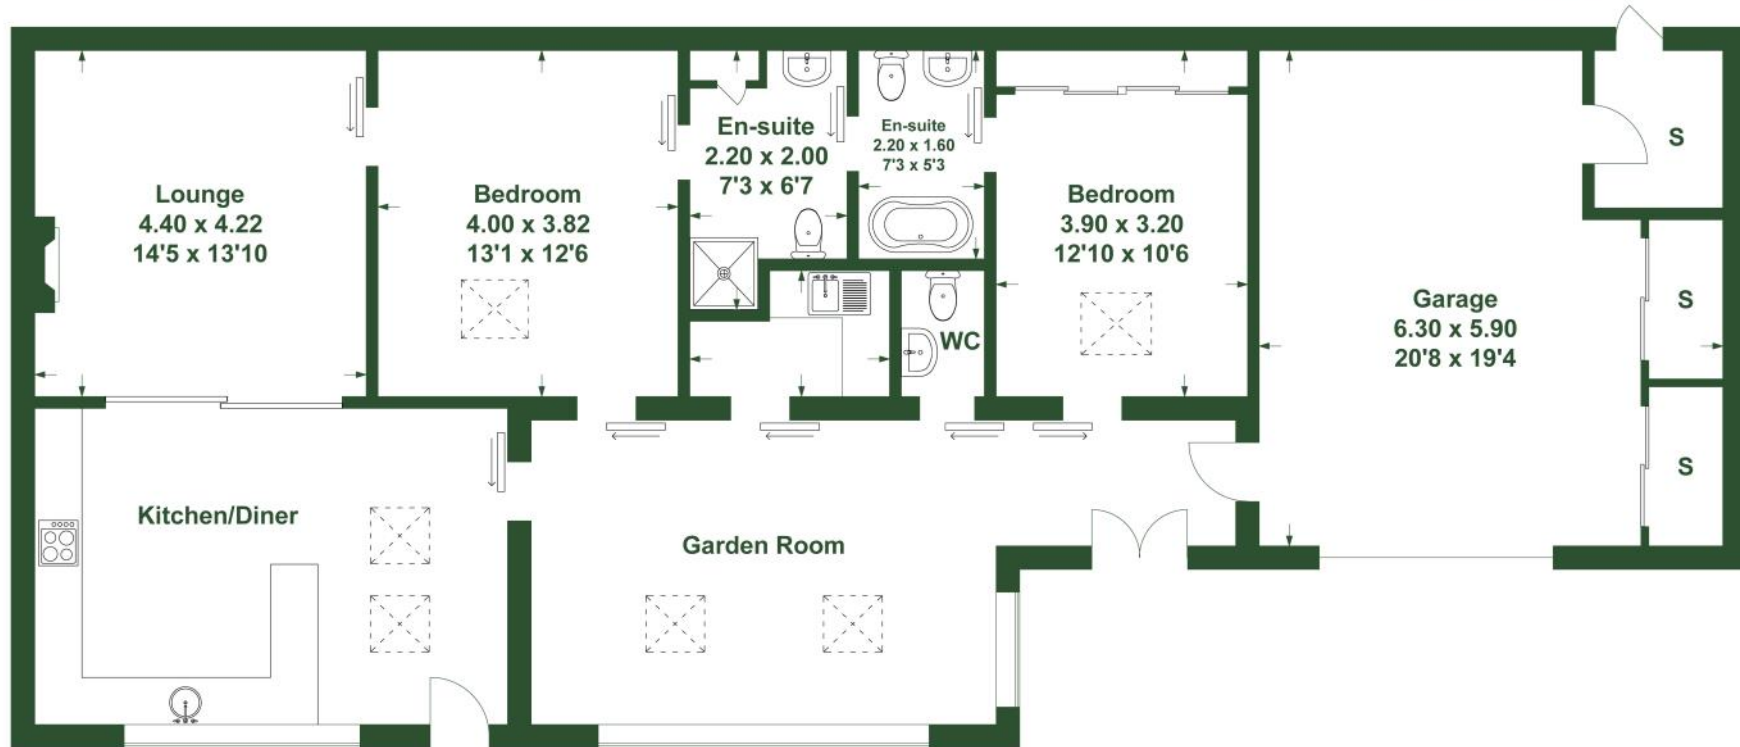 Lounge
4.40 x 4.22
14'5 x 13'10
Bedroom
4.00 x 3.82
13'1 x 12'6
En-suite
2.20 x 2.00
7'3 x 6'7
En-suite
2.20 x 1.60
7'3 x 5'3
Bedroom
3.90 x 3.20
12'10 x 10'6
Garage
6.30 x 5.90
20'8 x 19'4
S
S
S
WC
Kitchen/Diner
Garden Room